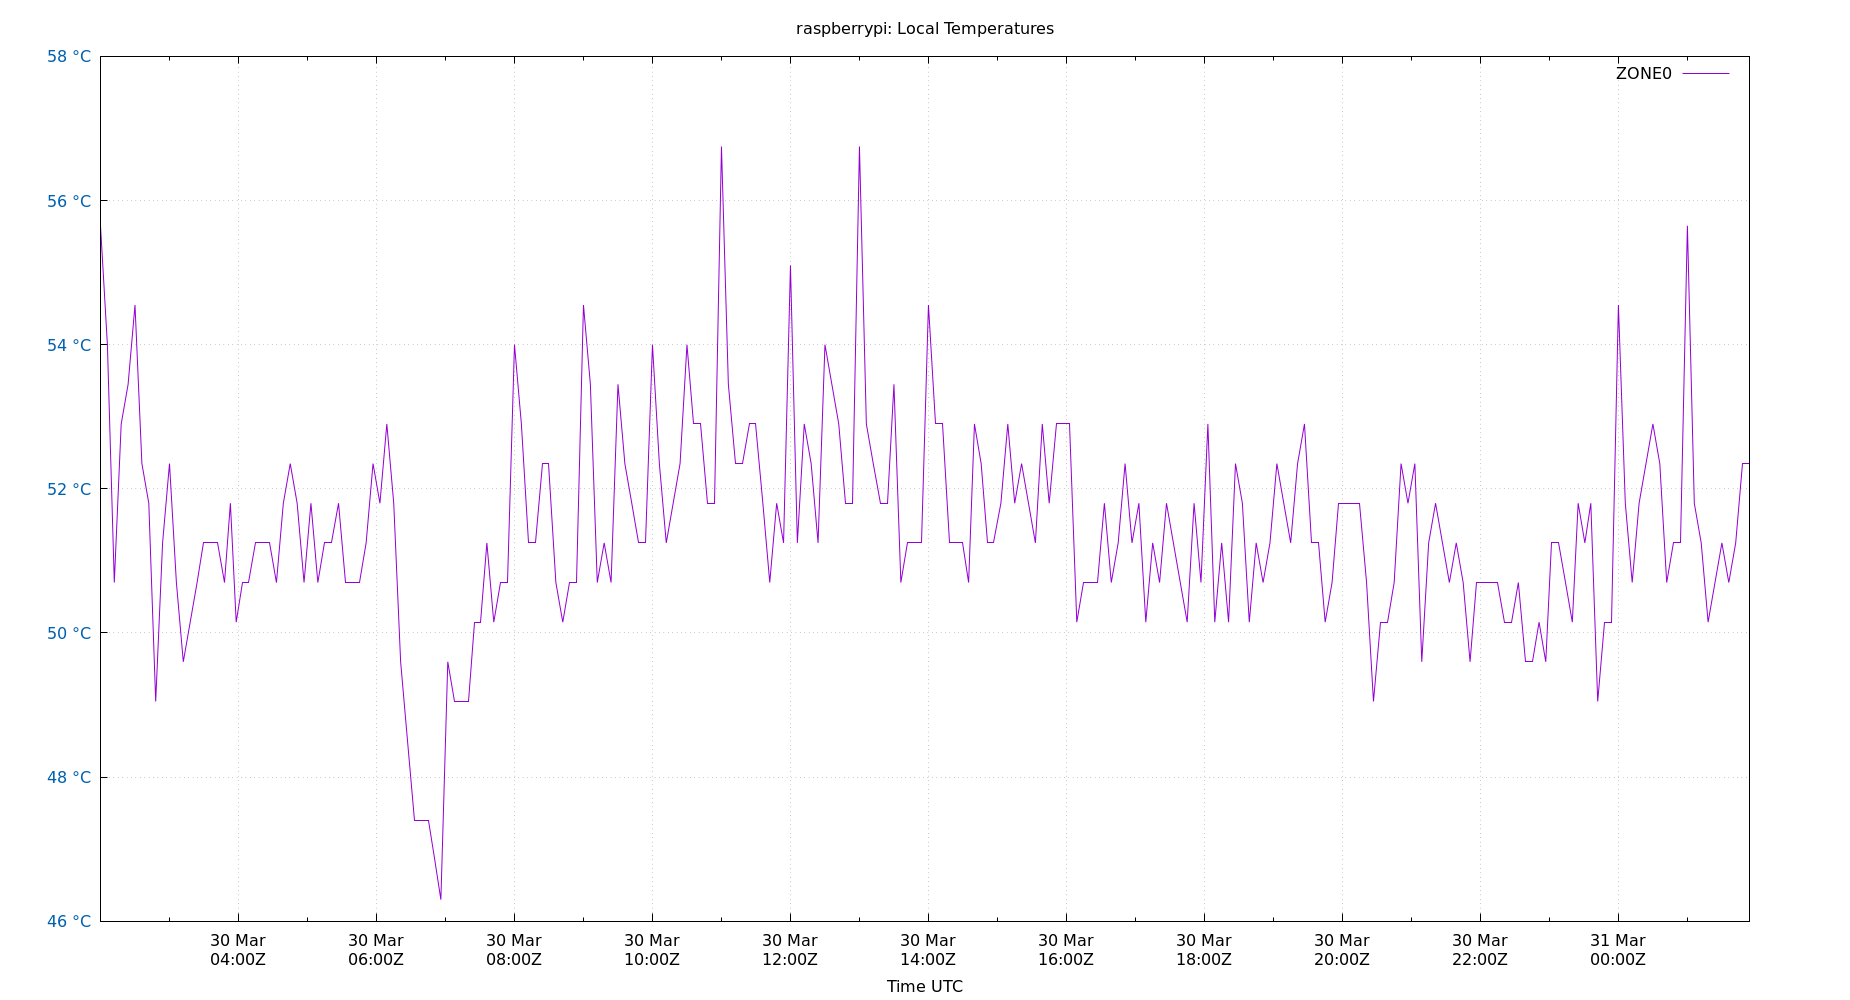 raspberrypi: Local Temperatures
58 °C
ZONE0
56 °C
54 °C
52 °C
50 °C
48 °C
46 °C
30 Mar 30 Mar 30 Mar 30 Mar 30 Mar 30 Mar 30 Mar 30 Mar 30 Mar 30 Mar 31 Mar
04:00Z 06:00Z 08:00Z 10:00Z 12:00Z 14:00Z 16:00Z 18:00Z 20:00Z 22:00Z 00:00Z
Time UTC